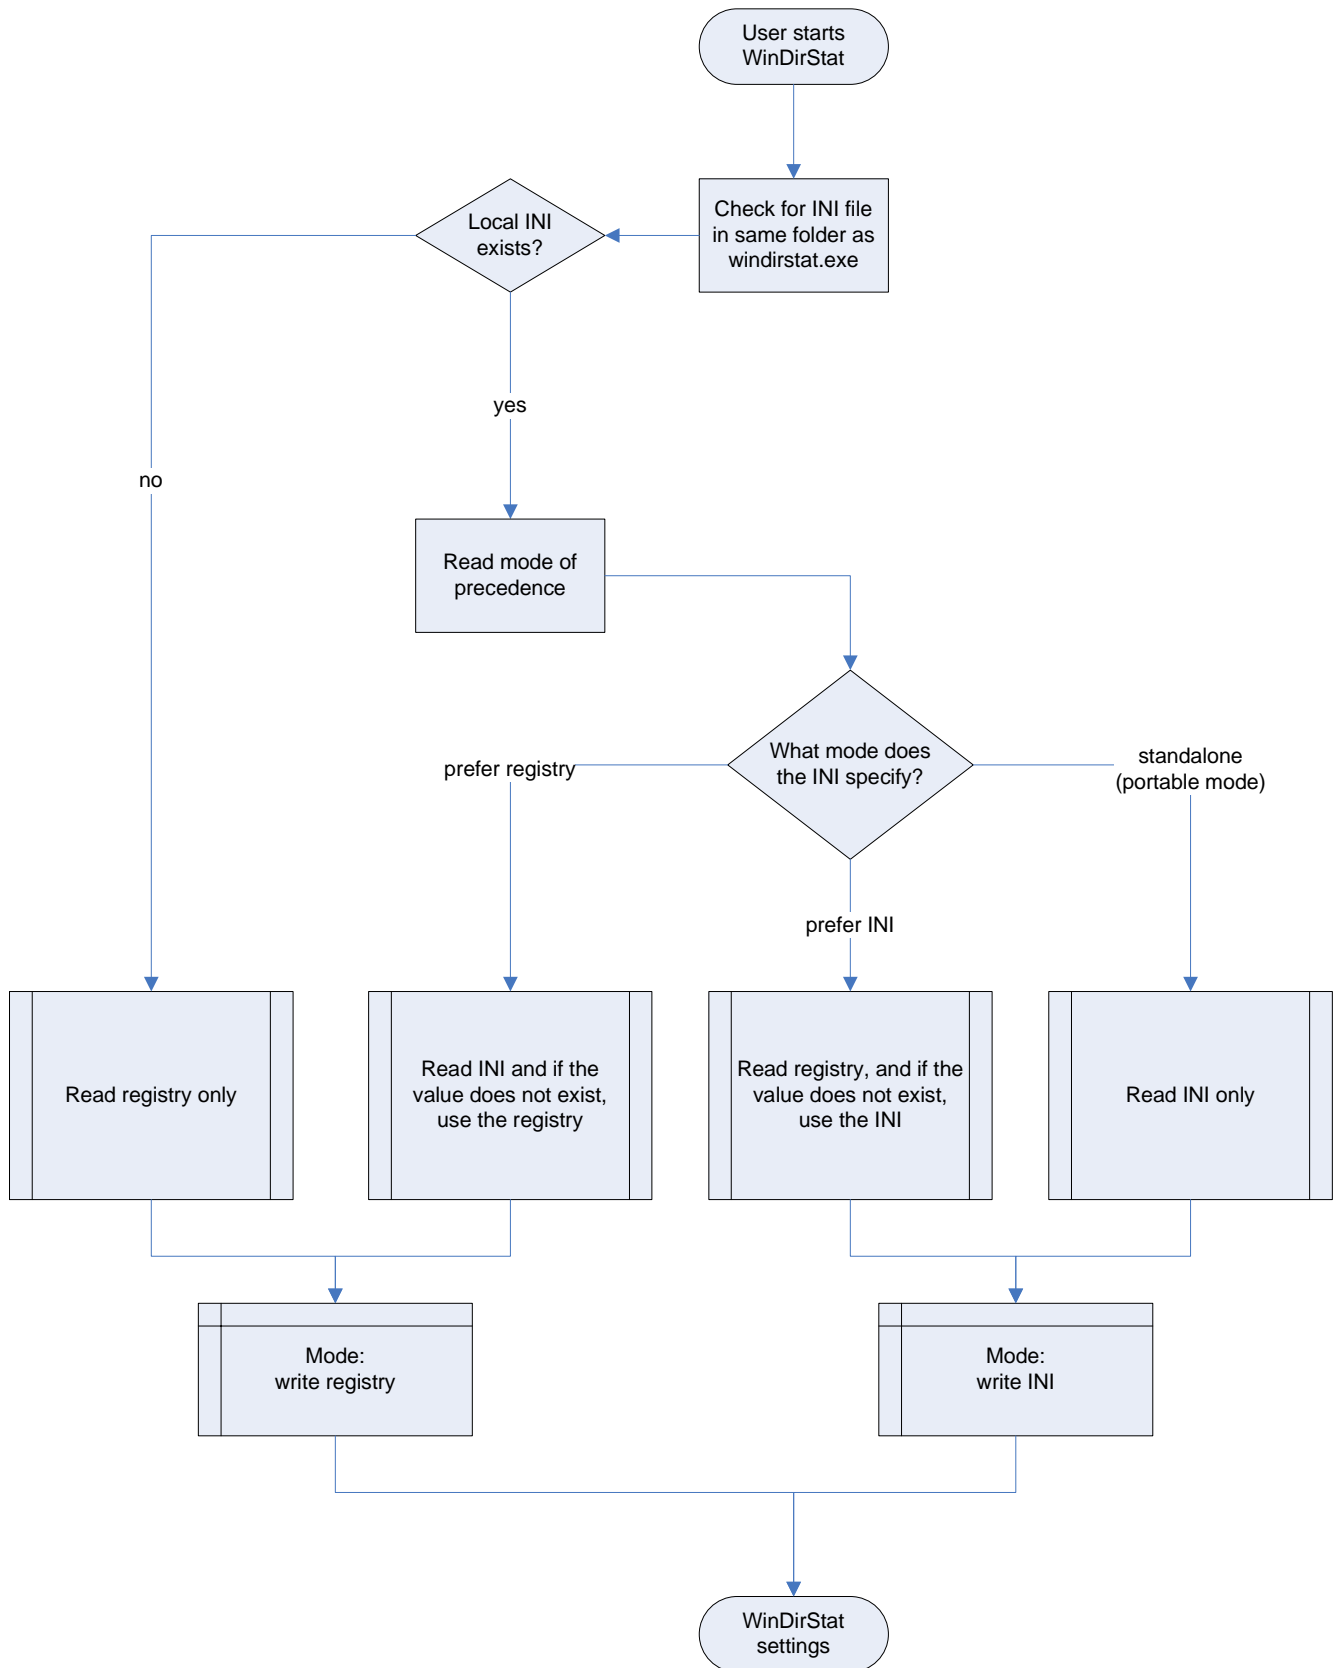 User starts
WinDirStat
Check for INI file
in same folder as
windirstat.exe
Local INI
exists?
yes
no
Read mode of
precedence
What mode does
the INI specify?
prefer registry
standalone
(portable mode)
prefer INI
Read registry only
Read INI and if the
value does not exist,
use the registry
Read registry, and if the
value does not exist,
use the INI
Read INI only
Mode:
write registry
Mode:
write INI
WinDirStat
settings